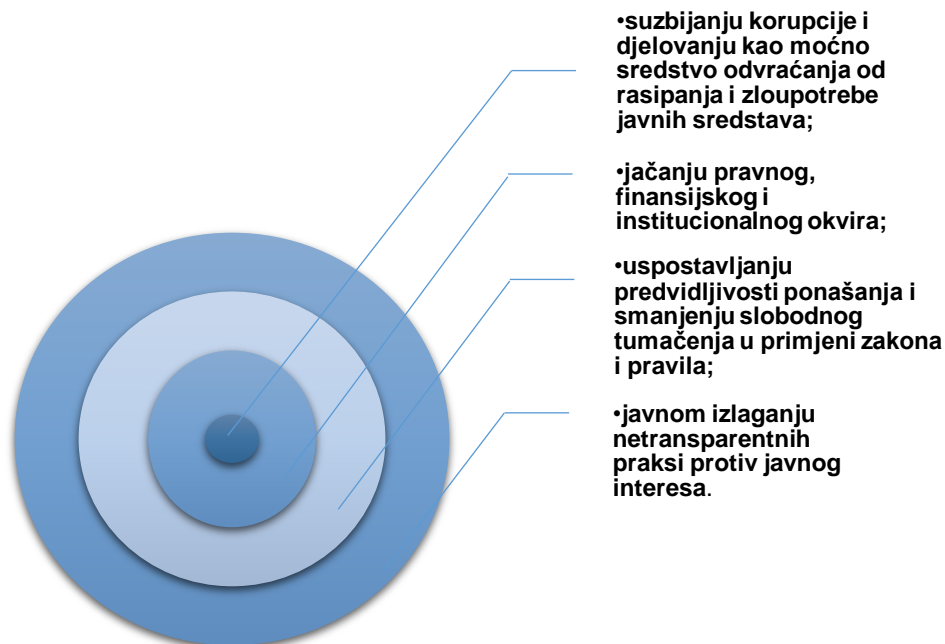 •suzbijanju korupcije i
djelovanju kao moćno
sredstvo odvraćanja od
rasipanja i zloupotrebe
javnih sredstava;
•jačanju pravnog,
finansijskog i
institucionalnog okvira;
•uspostavljanju
predvidljivosti ponašanja i
smanjenju slobodnog
tumačenja u primjeni zakona
i pravila;
•javnom izlaganju
netransparentnih
praksi protiv javnog
interesa.